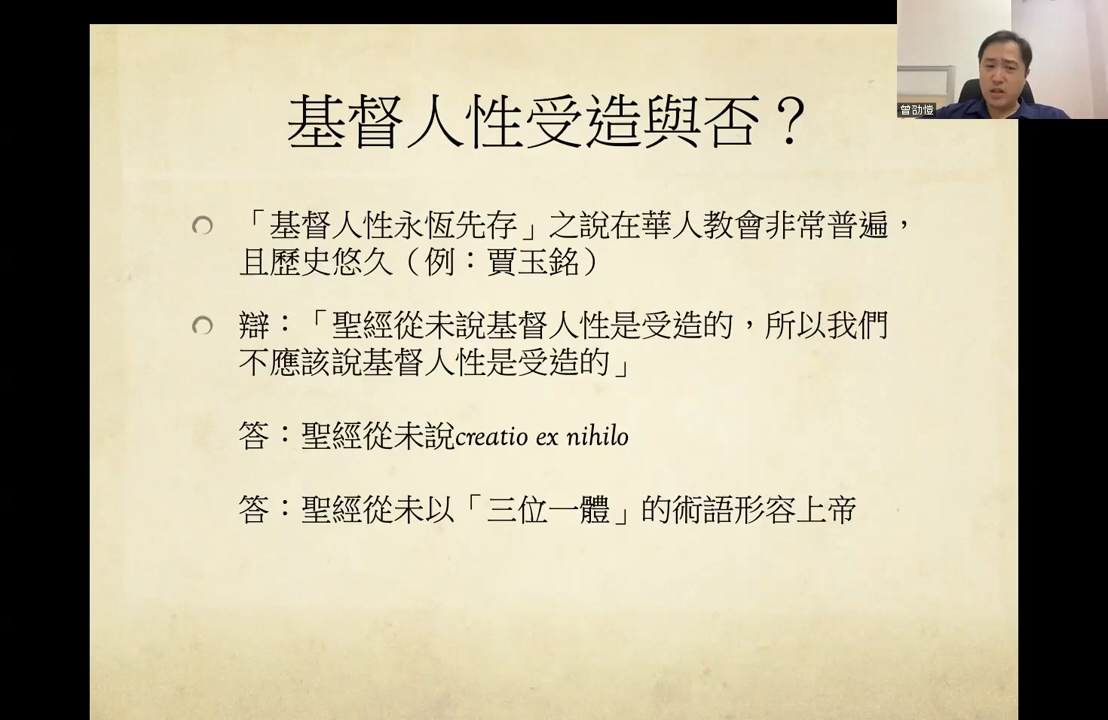 基督人性受造與否？
曾劭愷
「基督人性永恆先存」之說在華人教會非常普遍，
且歷史悠久（例：賈玉銘）
辯：「聖經從未說基督人性是受造的，所以我們
不應該說基督人性是受造的」
答：聖經從未說creatio ex nihilo
答：聖經從未以「三位一體」的術語形容上帝